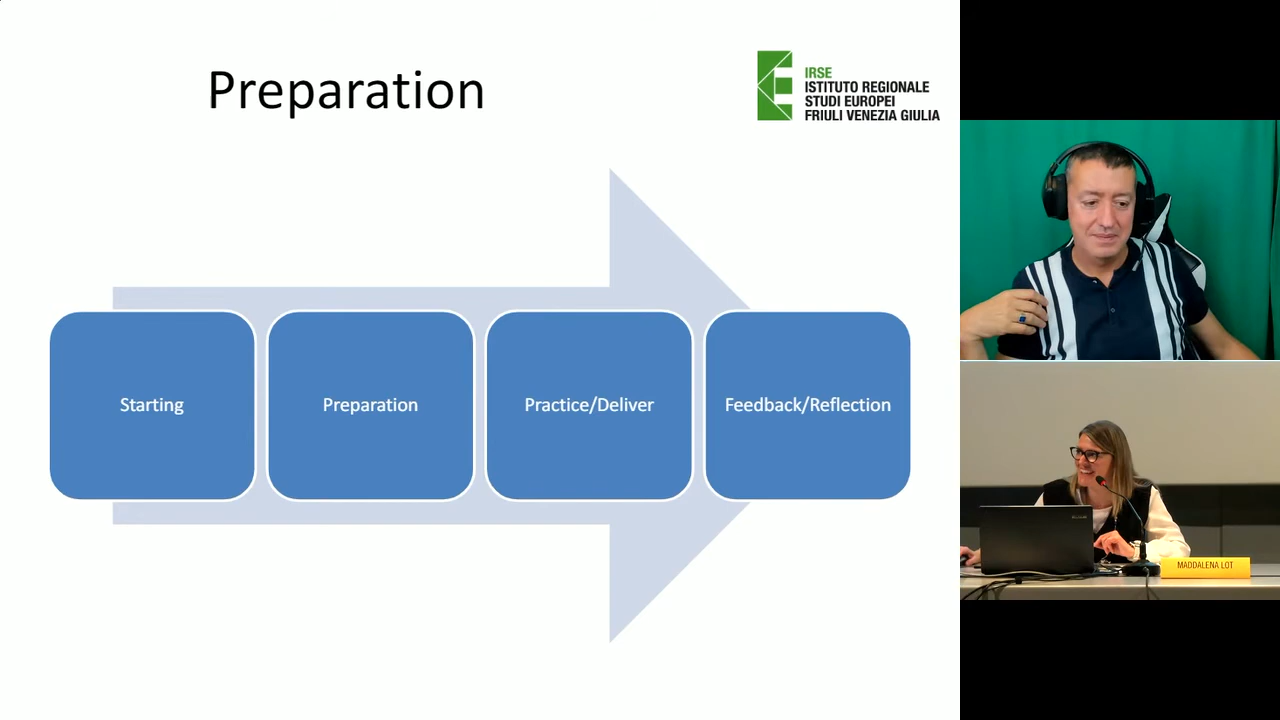 Preparation
IRSE
ISTITUTO REGIONALE
STUDI EUROPEI
FRIULI VENEZIA GIULIA
Starting
Preparation
Practice/Deliver
Feedback/Reflection
MADDALENA LOT